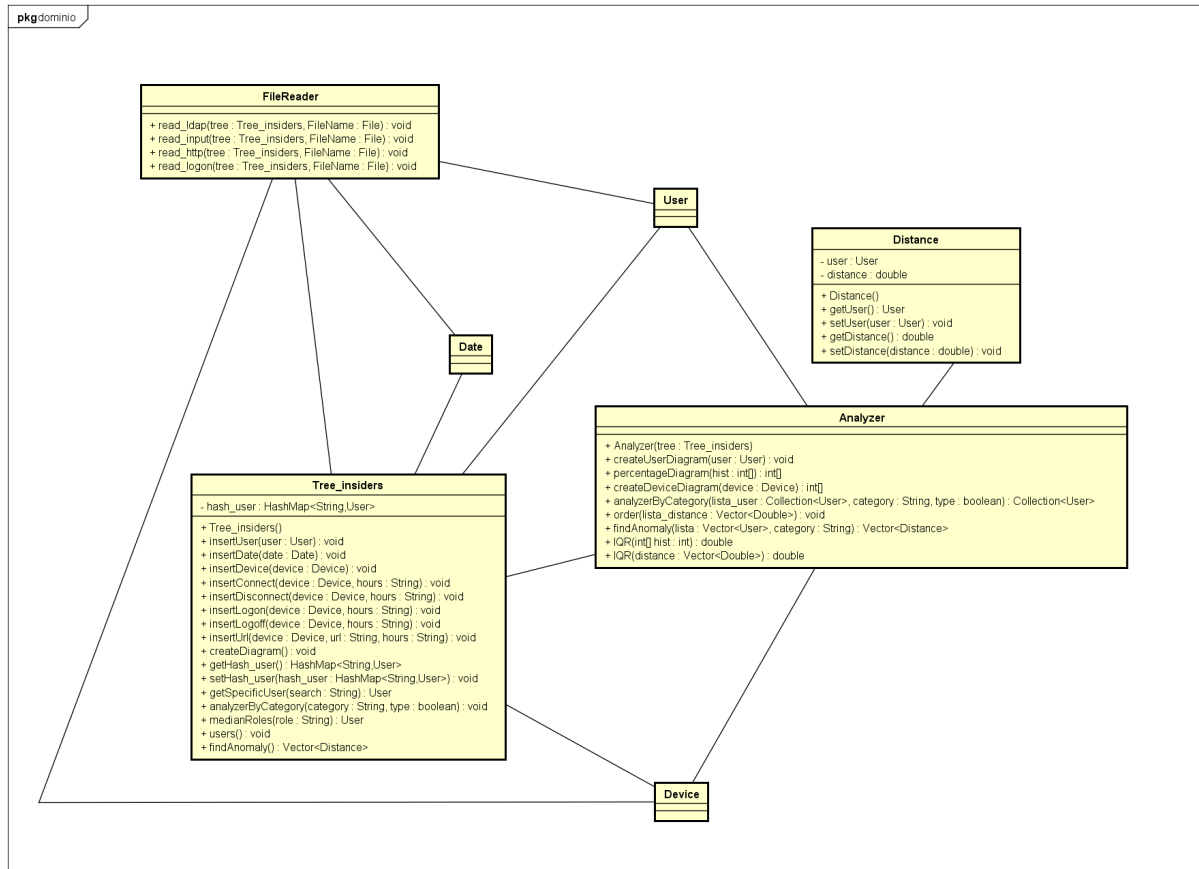 pkg dominio
FileReader
+ read_ldap(tree : Tree_insiders, FileName : File) : void
+ read_input(tree : Tree_insiders, FileName : File) : void
+ read_http(tree : Tree_insiders, FileName : File) : void
+ read_logon(tree : Tree_insiders, FileName : File) : void
User
Distance
- user : User
- distance : double
+ Distance()
+ getUser() : User
+ setUser(user : User) : void
+ getDistance() : double
+ setDistance(distance : double) : void
Date
Analyzer
+ Analyzer(tree : Tree_insiders)
+ createUserDiagram(user : User) : void
+ percentageDiagram(hist : int[]) : int[]
+ createDeviceDiagram(device : Device) : int[]
+ analyzerByCategory(lista_user : Collection<User>, category : String, type : boolean) : Collection<User>
+ order(lista_distance : Vector<Double>) : void
+ findAnomaly(lista : Vector<User>, category : String) : Vector<Distance>
+ IQR(int[] hist : int) : double
+ IQR(distance : Vector<Double>) : double
Tree_insiders
- hash_user : HashMap<String,User>
+ Tree_insiders()
+ insertUser(user : User) : void
+ insertDate(date : Date) : void
+ insertDevice(device : Device) : void
+ insertConnect(device : Device, hours : String) : void
+ insertDisconnect(device : Device, hours : String) : void
+ insertLogon(device : Device, hours : String) : void
+ insertLogoff(device : Device, hours : String) : void
+ insertUrl(device : Device, url : String, hours : String) : void
+ createDiagram() : void
+ getHash_user() : HashMap<String,User>
+ setHash_user(hash_user : HashMap<String,User>) : void
+ getSpecificUser(search : String) : User
+ analyzerByCategory(category : String, type : boolean) : void
+ medianRoles(role : String) : User
+ users() : void
+ findAnomaly() : Vector<Distance>
Device